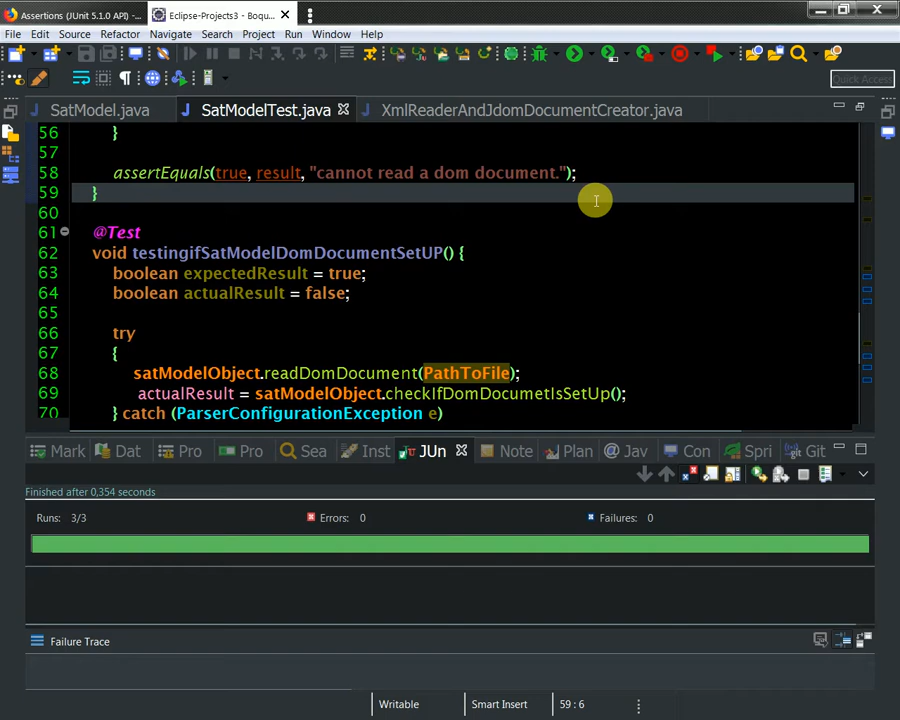 Assertions (JUnit 5.1.0 API) -...
Eclipse-Projects3 - Boqu...
File Edit Source Refactor Navigate Search Project Run Window Help
Quick Access
SatModel.java
SatModelTest.java
XmlReaderAndJdomDocumentCreator.java
56 }
57
58 assertEquals(true, result, "cannot read a dom document.");
59 }
60
61 @Test
62 void testingifSatModelDomDocumentSetUP() {
63 boolean expectedResult = true;
64 boolean actualResult = false;
65
66 try
67 {
68 satModelObject.readDomDocument(PathToFile);
69 actualResult = satModelObject.checkIfDomDocumetIsSetUp();
70 } catch (ParserConfigurationException e)
Mark Dat Pro Pro Sea Inst JUn Note Plan @ Jav Con Spri Git
Finished after 0,354 seconds
Runs: 3/3 Errors: 0 Failures: 0
Failure Trace
Writable Smart Insert 59 : 6